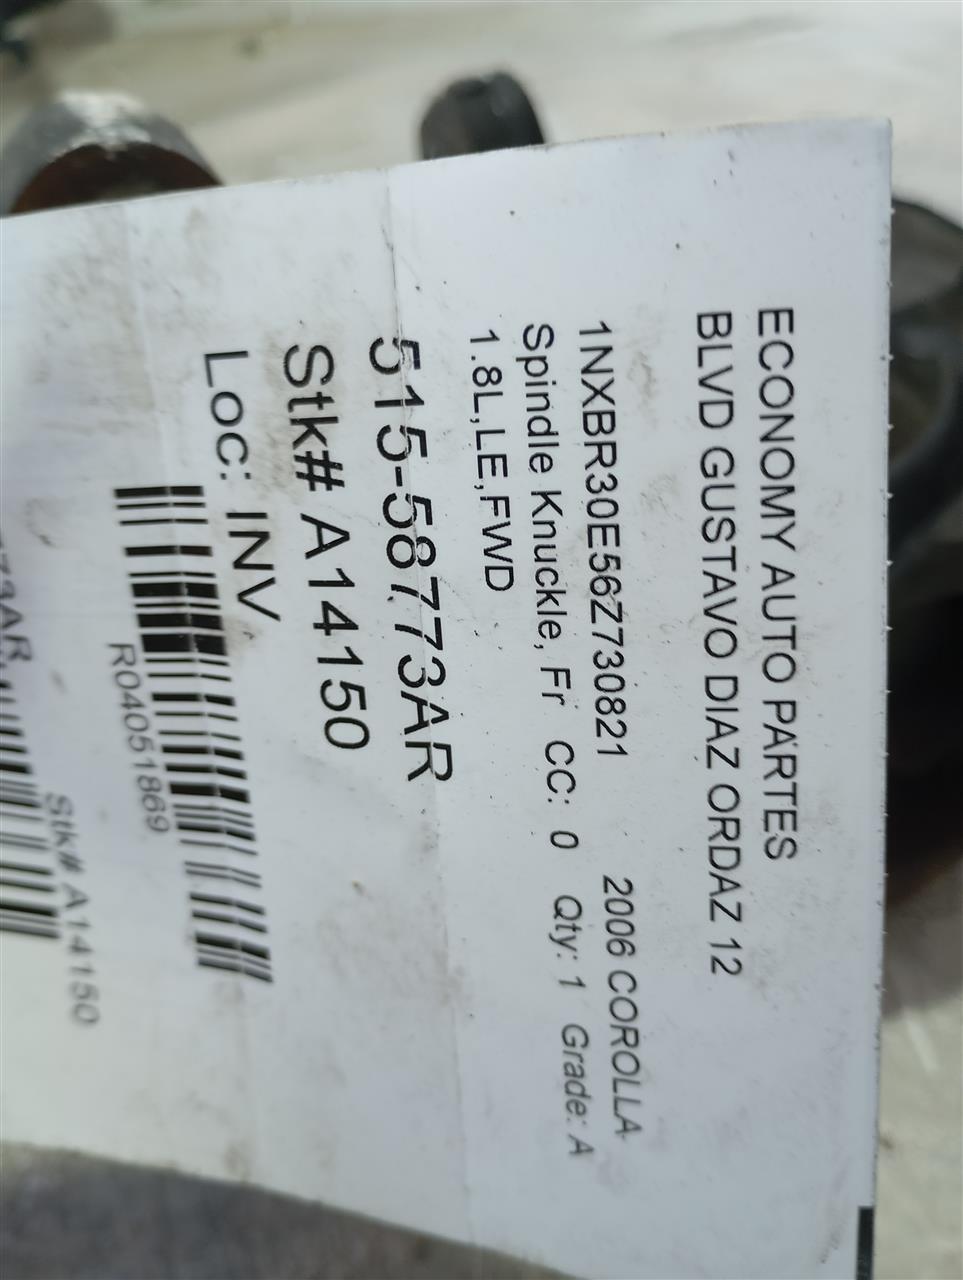 ECONOMY AUTO PARTES
BLVD GUSTAVO DIAZ ORDAZ 12
1NXBR30E56Z730821 2006 COROLLA
Spindle Knuckle, Fr CC: 0 Qty: 1 Grade: A
1.8L,LE,FWD
515-58773AR
Stk# A14150
Loc: INV
R04051869
Stk# A14150